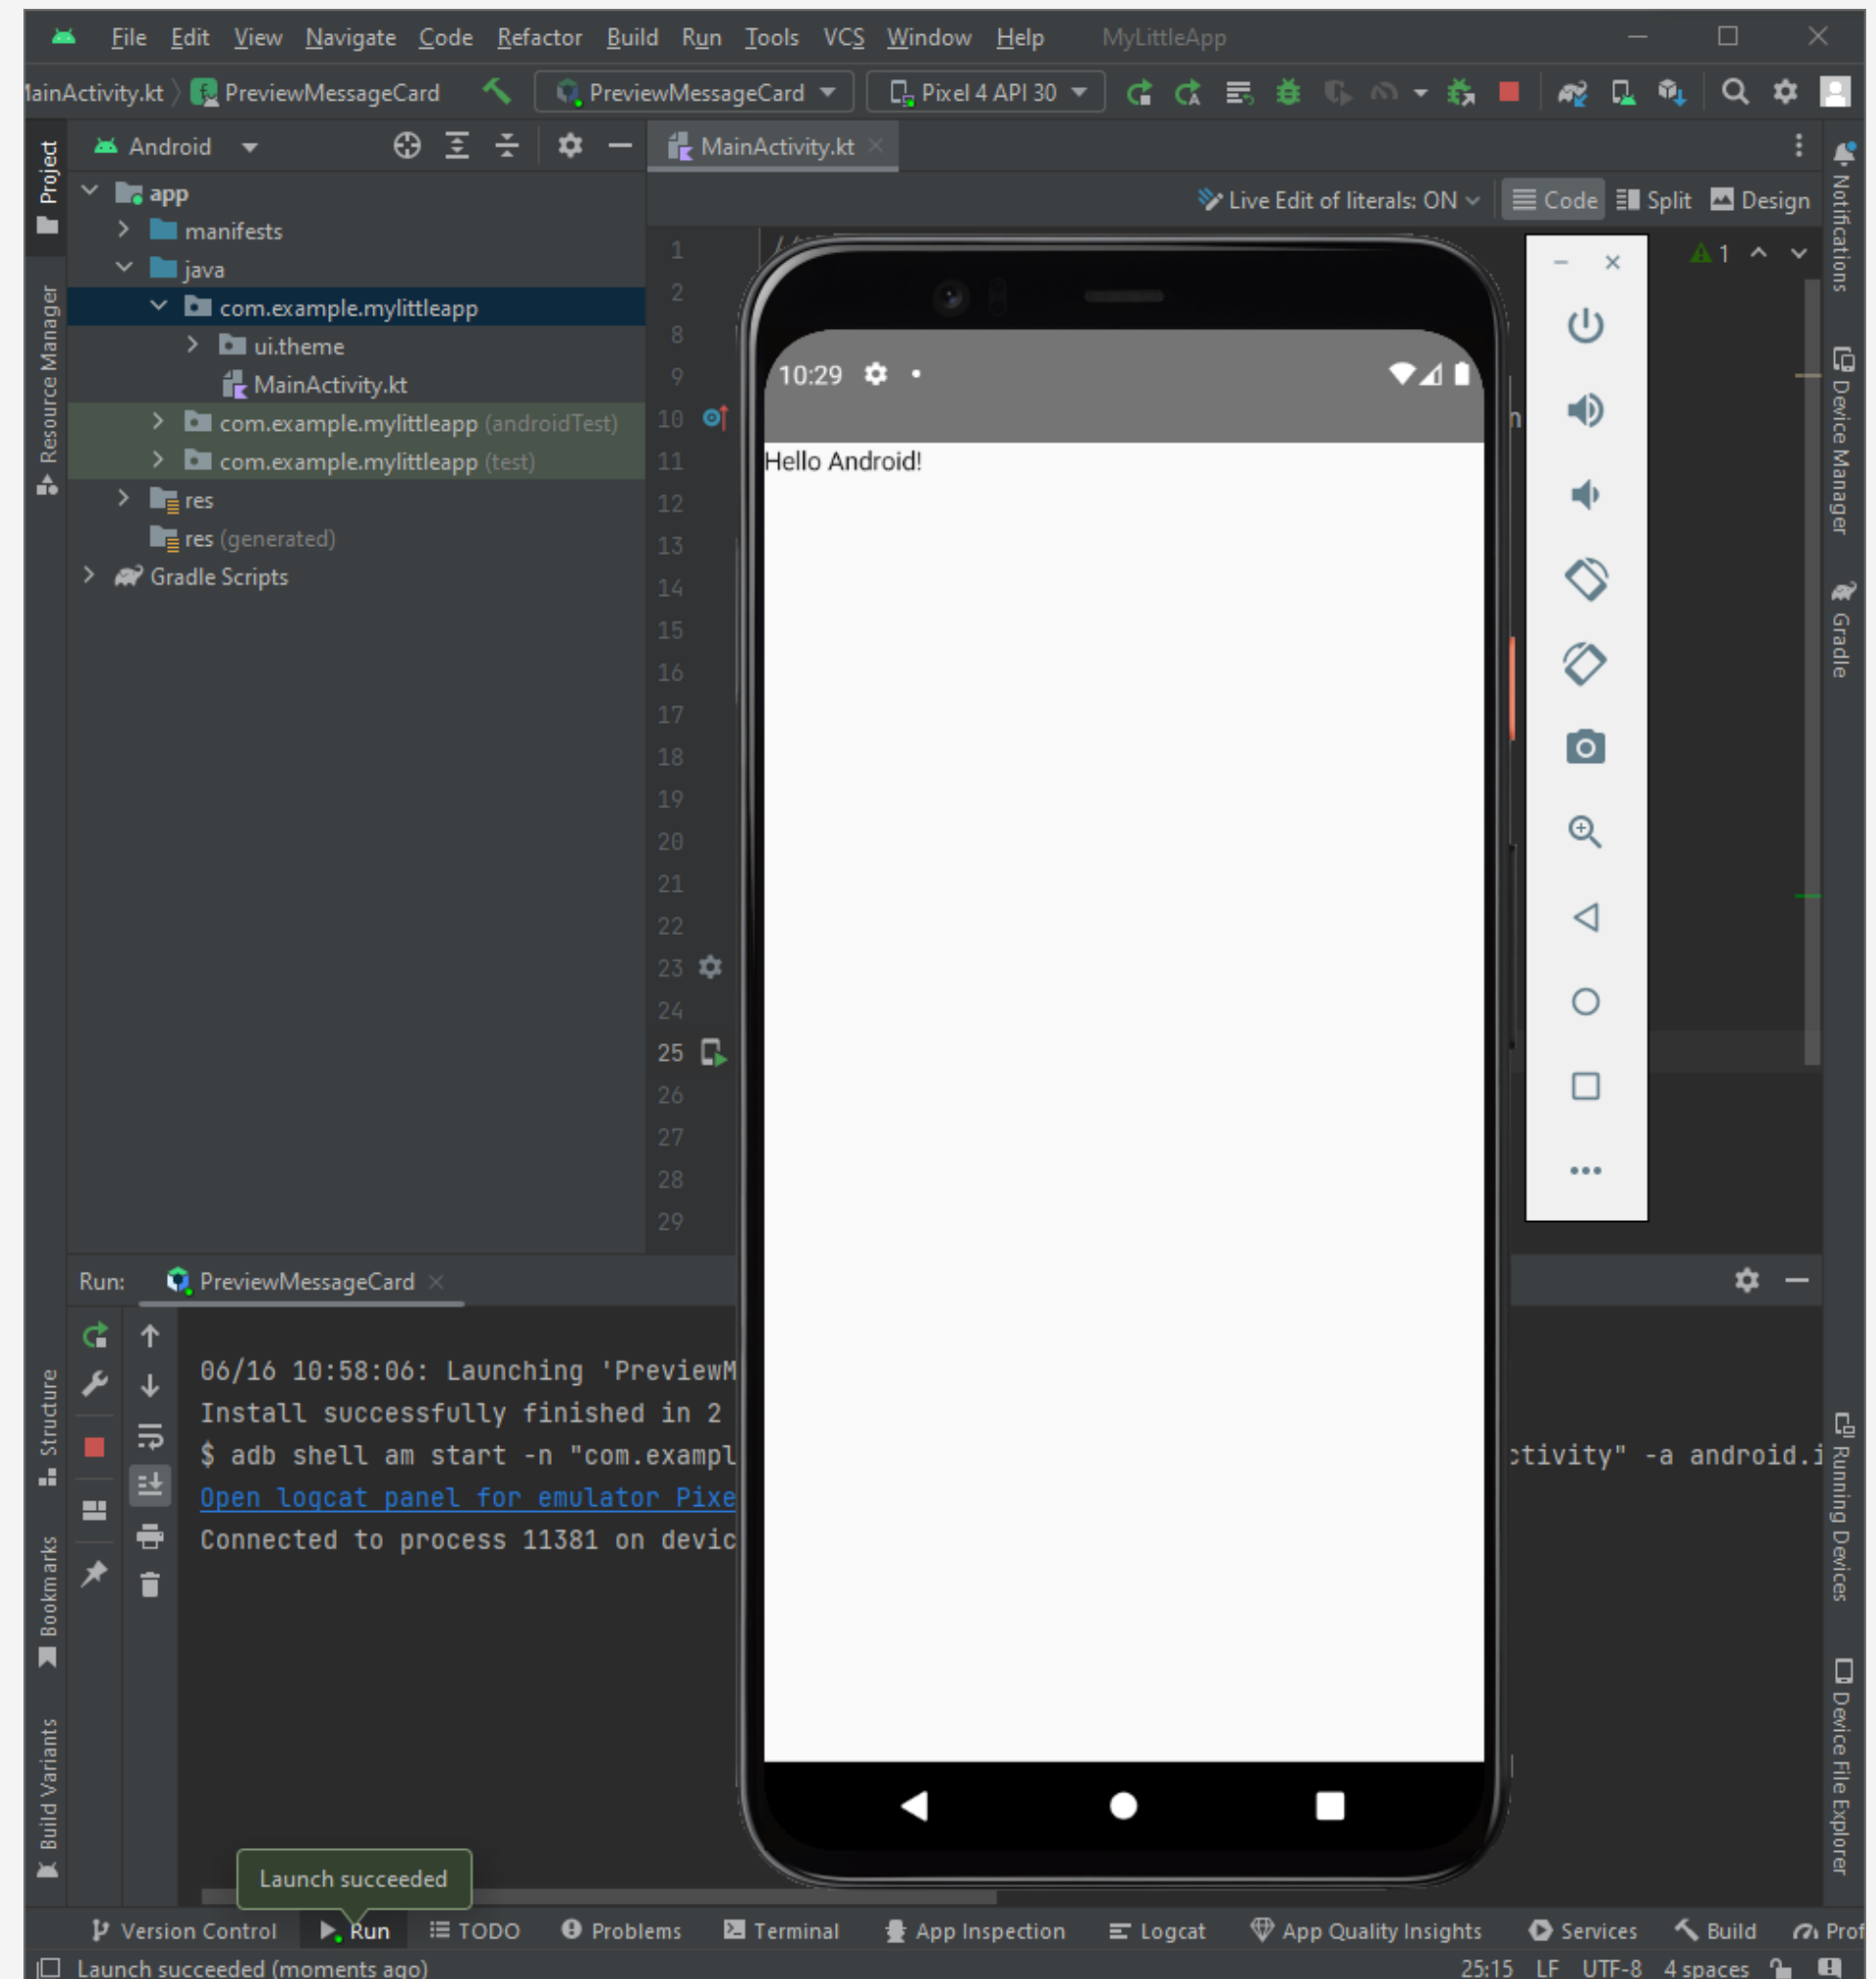 File Edit View Navigate Code Refactor Build Run Tools VCS Window Help MyLittleApp
MainActivity.kt PreviewMessageCard PreviewMessageCard Pixel 4 API 30
Project
Android
MainActivity.kt
Notifications
app
Live Edit of literals: ON Code Split Design
manifests
1
1
java
2
Resource Manager
com.example.mylittleapp
8
ui.theme
9
10:29
Device Manager
MainActivity.kt
10
n
com.example.mylittleapp (androidTest)
11
Hello Android!
com.example.mylittleapp (test)
12
res
13
res (generated)
14
Gradle Scripts
Gradle
15
16
17
18
19
20
21
22
23
24
25
26
27
28
29
Run: PreviewMessageCard
06/16 10:58:06: Launching 'PreviewM
Install successfully finished in 2
$ adb shell am start -n "com.exampl
ctivity" -a android.i
Open logcat panel for emulator Pixe
Connected to process 11381 on devic
Structure
Bookmarks
Build Variants
Running Devices
Device File Explorer
Launch succeeded
Version Control Run TODO Problems Terminal App Inspection Logcat App Quality Insights Services Build Prof
Launch succeeded (moments ago) 25:15 LF UTF-8 4 spaces